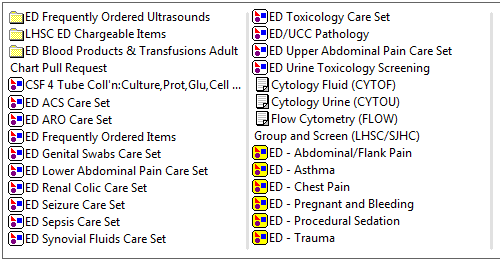 ED Frequently Ordered Ultrasounds
LHSC ED Chargeable Items
ED Blood Products & Transfusions Adult
Chart Pull Request
CSF 4 Tube Coll'n:Culture,Prot,Glu,Cell ...
ED ACS Care Set
ED ARO Care Set
ED Frequently Ordered Items
ED Genital Swabs Care Set
ED Lower Abdominal Pain Care Set
ED Renal Colic Care Set
ED Seizure Care Set
ED Sepsis Care Set
ED Synovial Fluids Care Set
ED Toxicology Care Set
ED/UCC Pathology
ED Upper Abdominal Pain Care Set
ED Urine Toxicology Screening
Cytology Fluid (CYTOF)
Cytology Urine (CYTOU)
Flow Cytometry (FLOW)
Group and Screen (LHSC/SJHC)
ED - Abdominal/Flank Pain
ED - Asthma
ED - Chest Pain
ED - Pregnant and Bleeding
ED - Procedural Sedation
ED - Trauma